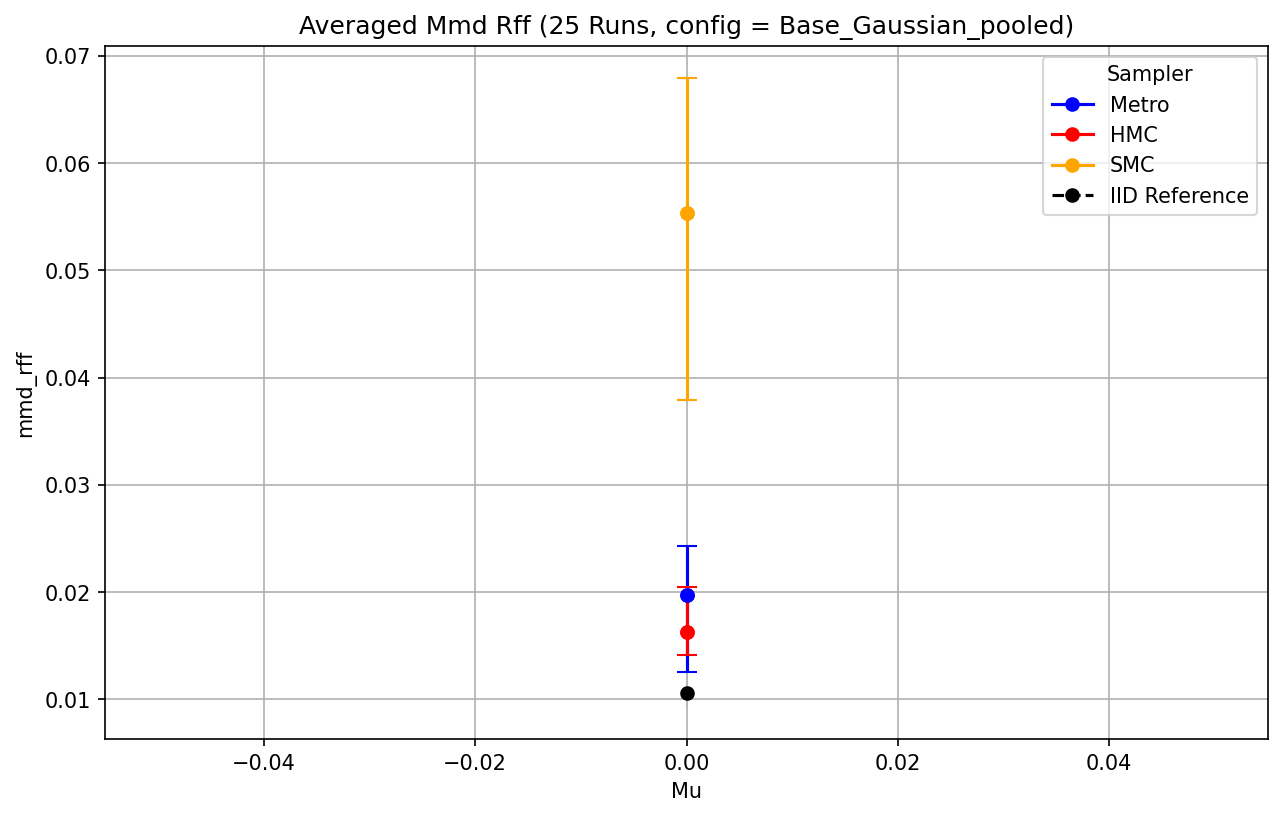 Averaged Mmd Rff (25 Runs, config = Base_Gaussian_pooled)
mmd_rff
0.07
0.06
0.05
0.04
0.03
0.02
0.01
Sampler
Metro
HMC
SMC
IID Reference
−0.04
−0.02
0.00
0.02
0.04
Mu